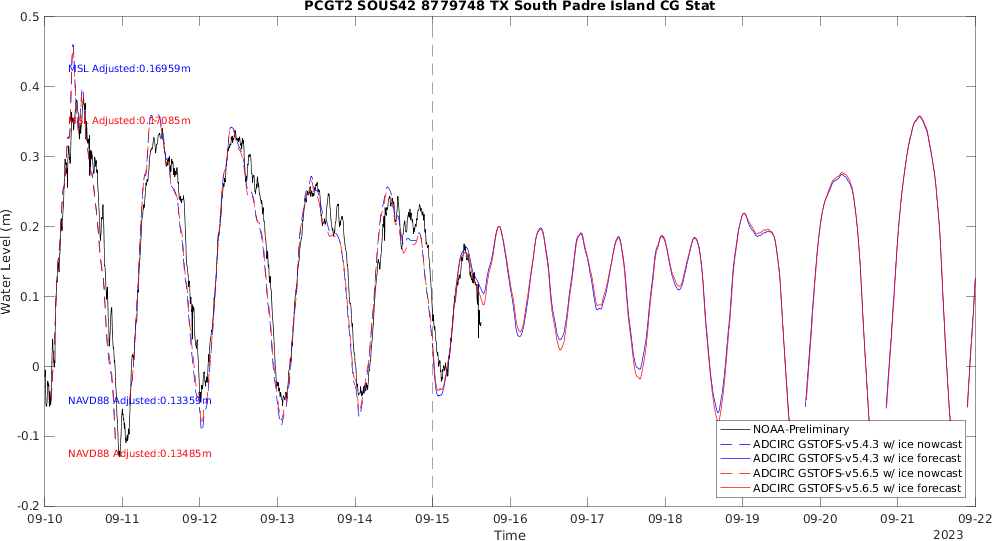 PCGT2 SOUS42 8779748 TX South Padre Island CG Stat
0.5
0.4
0.3
0.2
0.1
0
-0.1
-0.2
Water Level (m)
MSL Adjusted:0.16959m
MSL Adjusted:0.17085m
NAVD88 Adjusted:0.13359m
NAVD88 Adjusted:0.13485m
NOAA-Preliminary
ADCIRC GSTOFS-v5.4.3 w/ ice nowcast
ADCIRC GSTOFS-v5.4.3 w/ ice forecast
ADCIRC GSTOFS-v5.6.5 w/ ice nowcast
ADCIRC GSTOFS-v5.6.5 w/ ice forecast
09-10 09-11 09-12 09-13 09-14 09-15 09-16 09-17 09-18 09-19 09-20 09-21 09-22
Time
2023